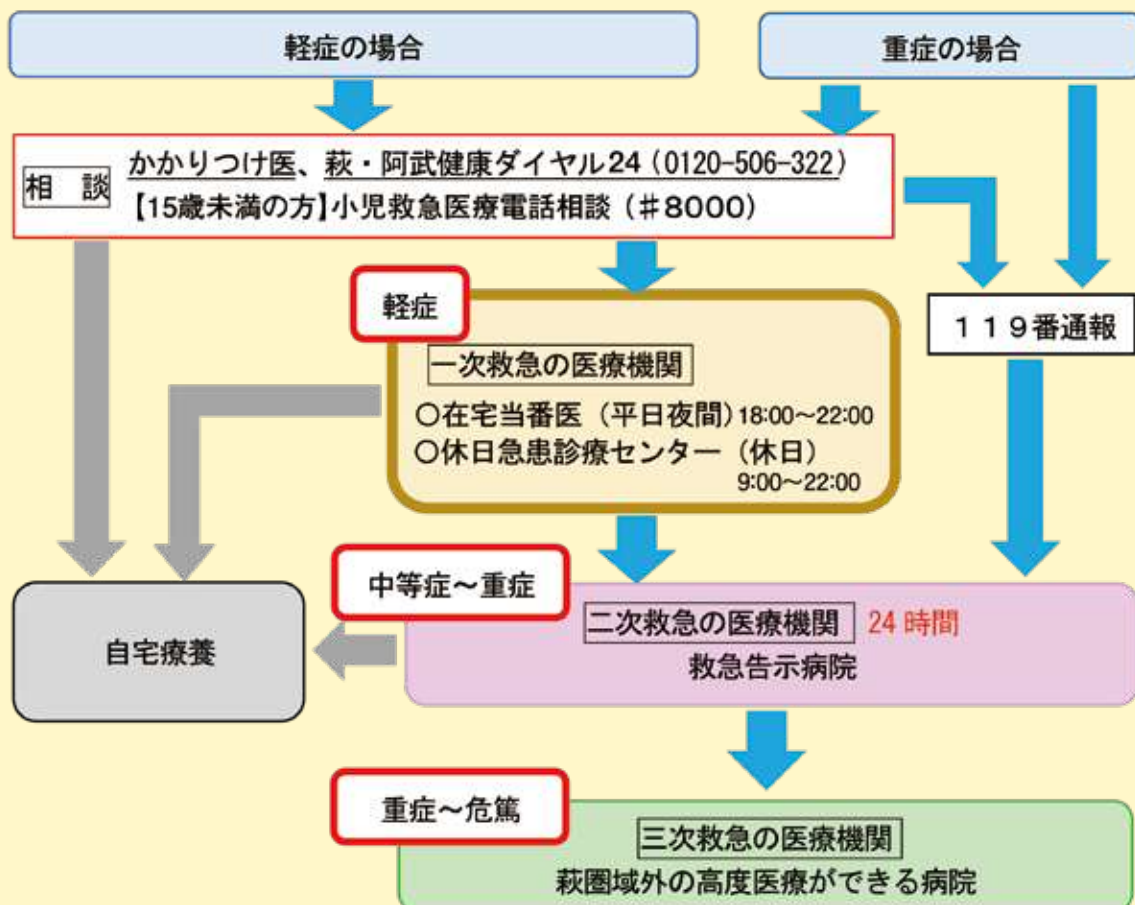 軽症の場合
重症の場合
相 談
かかりつけ医、萩・阿武健康ダイヤル24(0120-506-322)
【15歳未満の方】小児救急医療電話相談(#8000)
軽症
一次救急の医療機関
○在宅当番医(平日夜間)18:00~22:00
○休日急患診療センター(休日)
9:00~22:00
119番通報
中等症~重症
二次救急の医療機関 24時間
救急告示病院
自宅療養
重症~危篤
三次救急の医療機関
萩圏域外の高度医療ができる病院